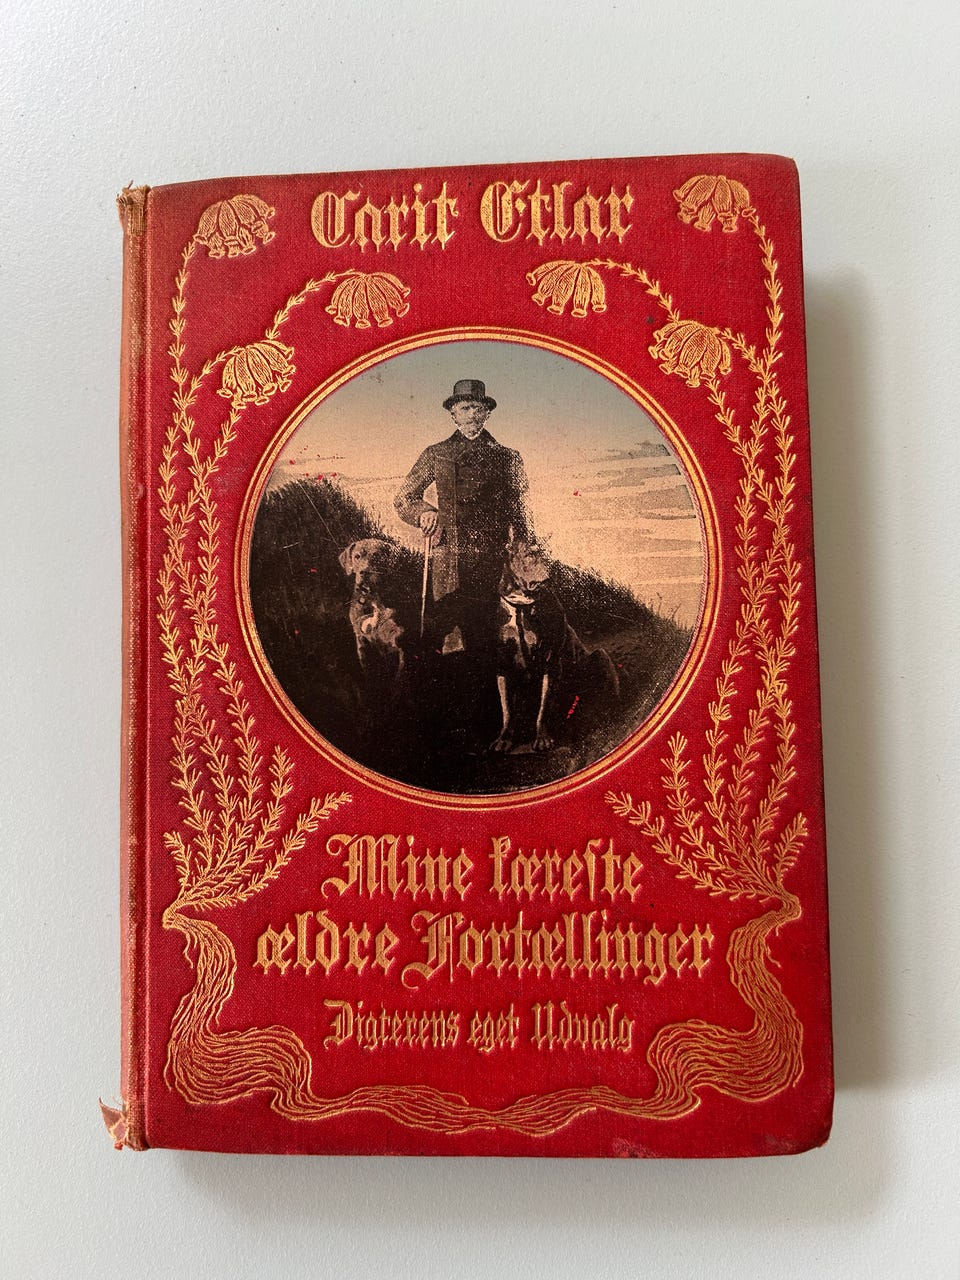 Carit Etlar
Mine kæreste
ældre Fortællinger
Digterens eget Udvalg